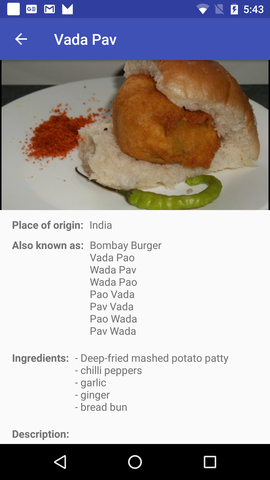 5:43
Vada Pav
Place of origin: India
Also known as: Bombay Burger
Vada Pao
Wada Pav
Wada Pao
Pao Vada
Pav Vada
Pao Wada
Pav Wada
Ingredients: - Deep-fried mashed potato patty
- chilli peppers
- garlic
- ginger
- bread bun
Description: